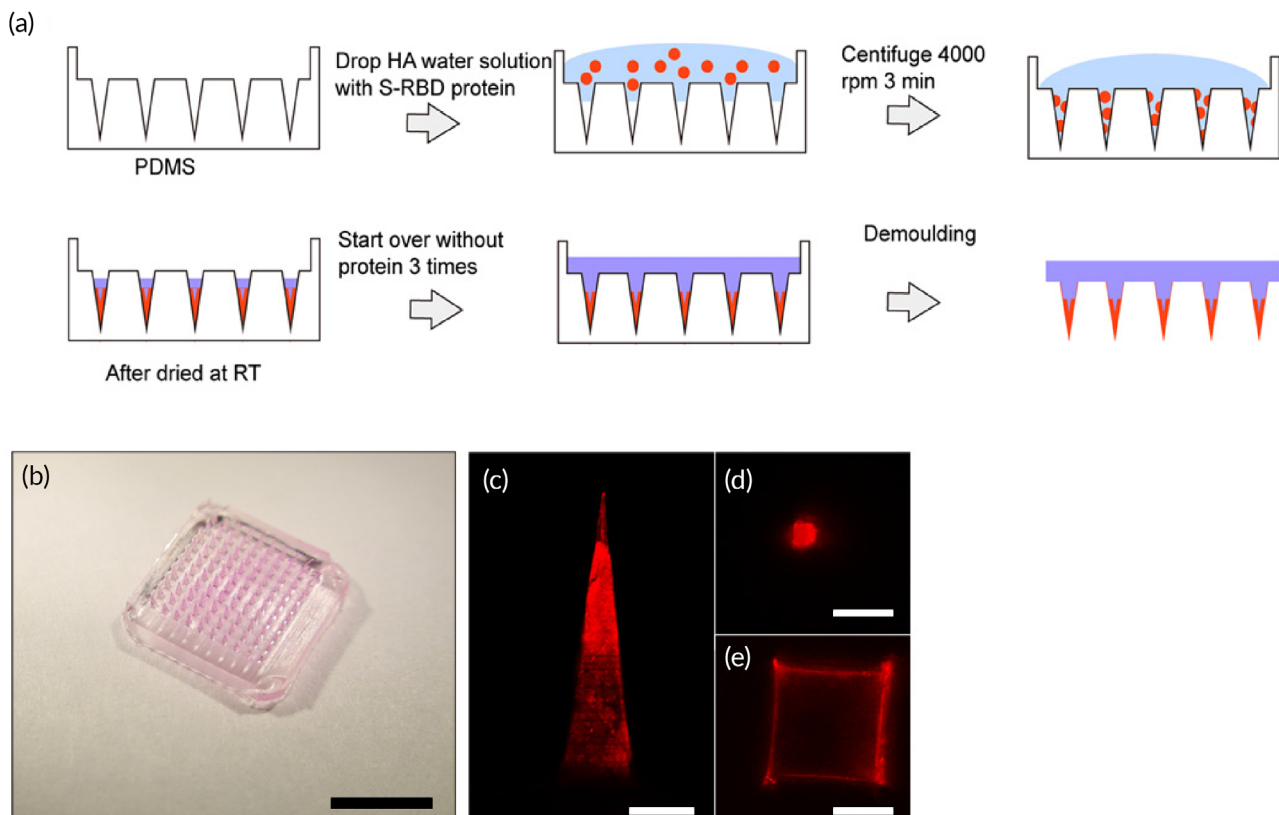 (a)
Drop HA water solution
with S-RBD protein
Centifuge 4000
rpm 3 min
PDMS
Start over without
protein 3 times
Demoulding
After dried at RT
(b)
(c)
(d)
(e)